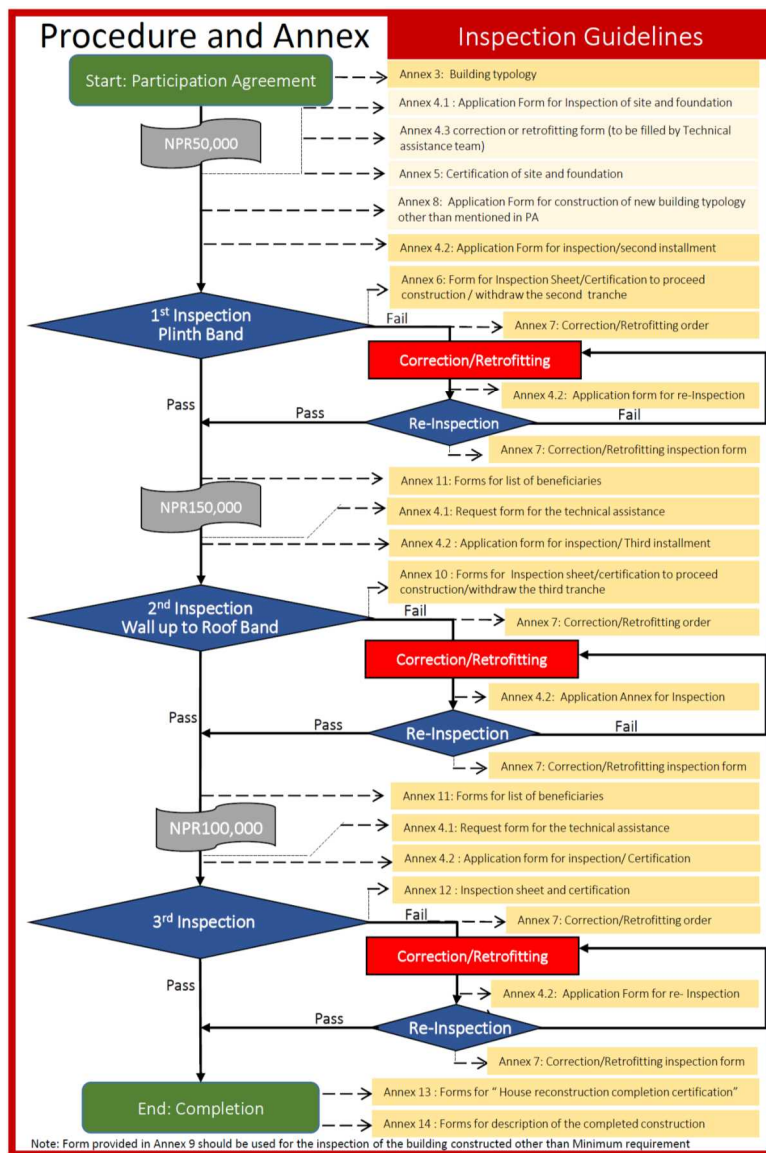 Procedure and Annex
Inspection Guidelines
Start: Participation Agreement
Annex 3:  Building typology
Annex 4.1 : Application Form for Inspection of site and foundation
NPR50,000
Annex 4.3 correction or retrofitting form (to be filled by Technical
assistance team)
Annex 5: Certification of site and foundation
Annex 8:  Application Form for construction of new building typology
other than mentioned in PA
Annex 4.2: Application Form for inspection/second installment
Annex 6: Form for Inspection Sheet/Certification to proceed
construction / withdraw the second  tranche
1st Inspection
Plinth Band
Fail
Annex 7: Correction/Retrofitting order
Correction/Retrofitting
Pass
Annex 4.2:  Application form for re-Inspection
Pass
Re-Inspection
Fail
Annex 7: Correction/Retrofitting inspection form
Annex 11: Forms for list of beneficiaries
NPR150,000
Annex 4.1: Request form for the technical assistance
Annex 4.2 : Application form for inspection/ Third installment
Annex 10 : Forms for  Inspection sheet/certification to proceed
construction/withdraw the third tranche
2nd Inspection
Wall up to Roof Band
Fail
Annex 7: Correction/Retrofitting order
Correction/Retrofitting
Annex 4.2:  Application Annex for Inspection
Pass
Pass
Re-Inspection
Fail
Annex 7: Correction/Retrofitting inspection form
Annex 11: Forms for list of beneficiaries
NPR100,000
Annex 4.1: Request form for the technical assistance
Annex 4.2 : Application form for inspection/ Certification
Annex 12 : Inspection sheet and certification
3rd Inspection
Fail
Annex 7: Correction/Retrofitting order
Correction/Retrofitting
Pass
Annex 4.2:  Application Form for re- Inspection
Pass
Re-Inspection
Annex 7: Correction/Retrofitting inspection form
End: Completion
Annex 13 : Forms for “ House reconstruction completion certification”
Annex 14 : Forms for description of the completed construction
Note: Form provided in Annex 9 should be used for the inspection of the building constructed other than Minimum requirement